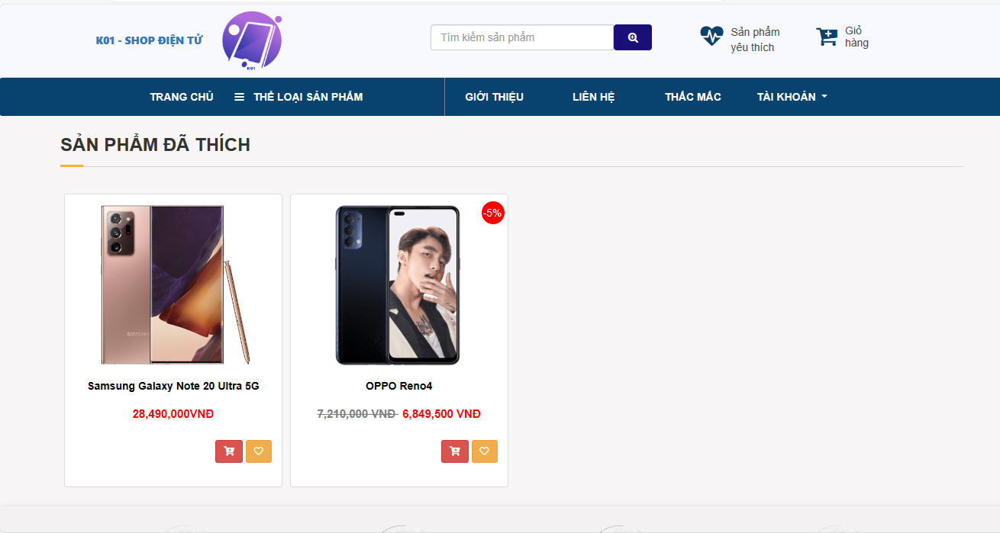 K01 - SHOP ĐIỆN TỬ
K01
Tìm kiếm sản phẩm
Sản phẩm
yêu thích
Giỏ
hàng
TRANG CHỦ
THỂ LOẠI SẢN PHẨM
GIỚI THIỆU
LIÊN HỆ
THẮC MẮC
TÀI KHOẢN
SẢN PHẨM ĐÃ THÍCH
SAMSUNG
-5%
Samsung Galaxy Note 20 Ultra 5G
OPPO Reno4
28,490,000VNĐ
7,210,000 VNĐ 6,849,500 VNĐ